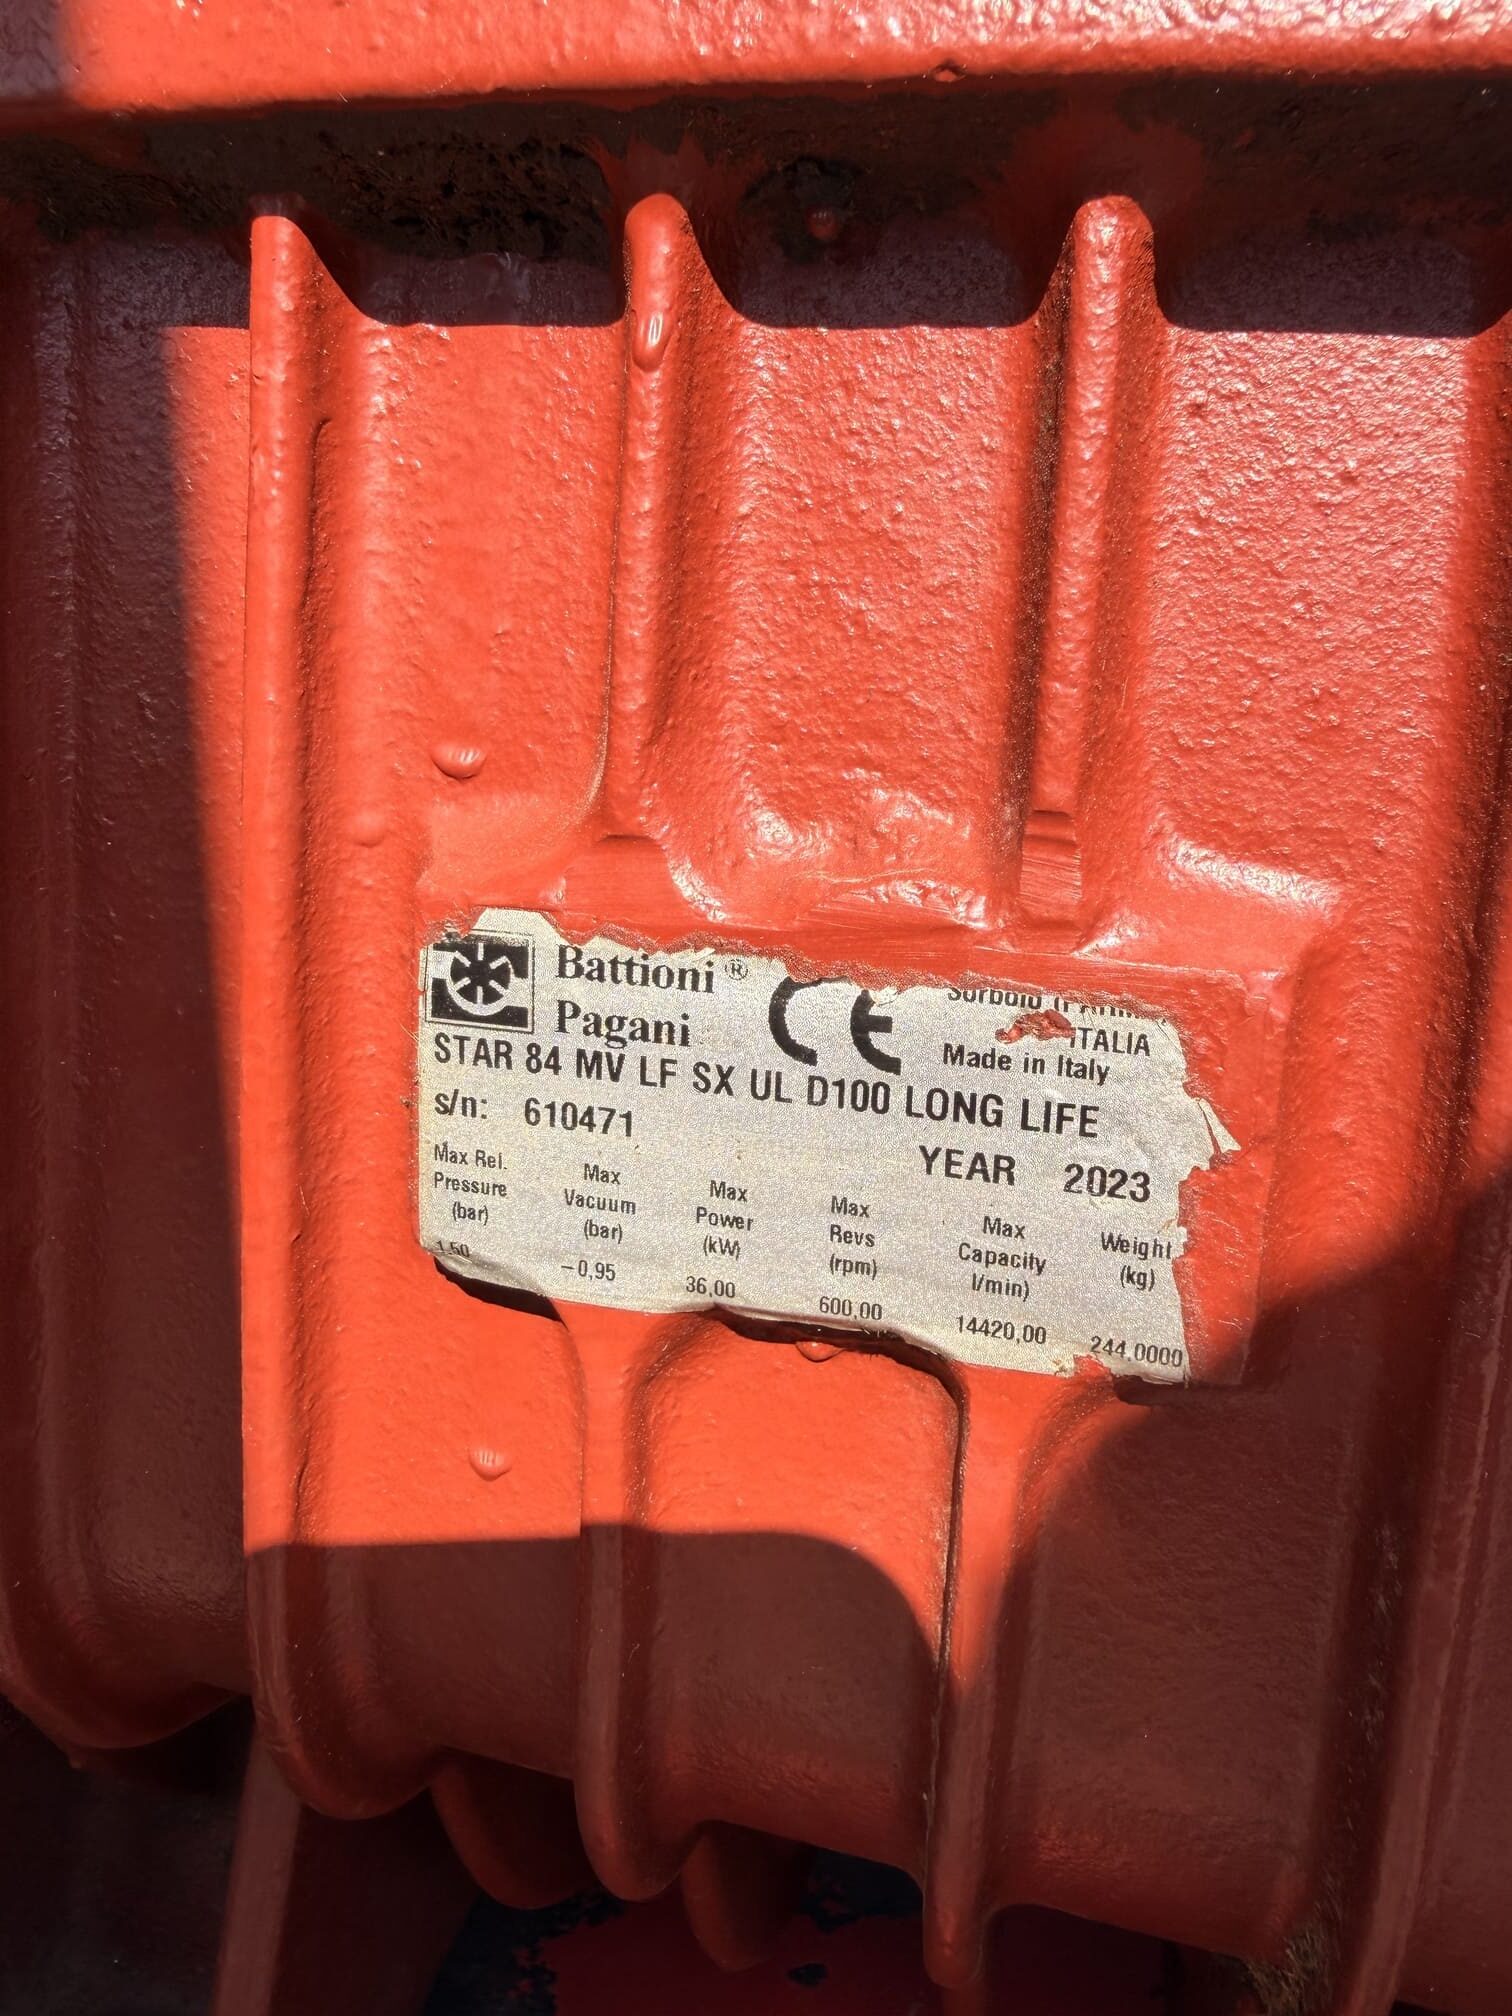 Battioni ®
Pagani
CE
ITALIA
Made in Italy
STAR 84 MV LF SX UL D100 LONG LIFE
s/n: 610471
YEAR 2023
Max Rel. Pressure (bar) Max Vacuum (bar) Max Power (kW) Max Revs (rpm) Max Capacity l/min) Weight (kg)
1,50 -0,95 36,00 600,00 14420,00 244,0000